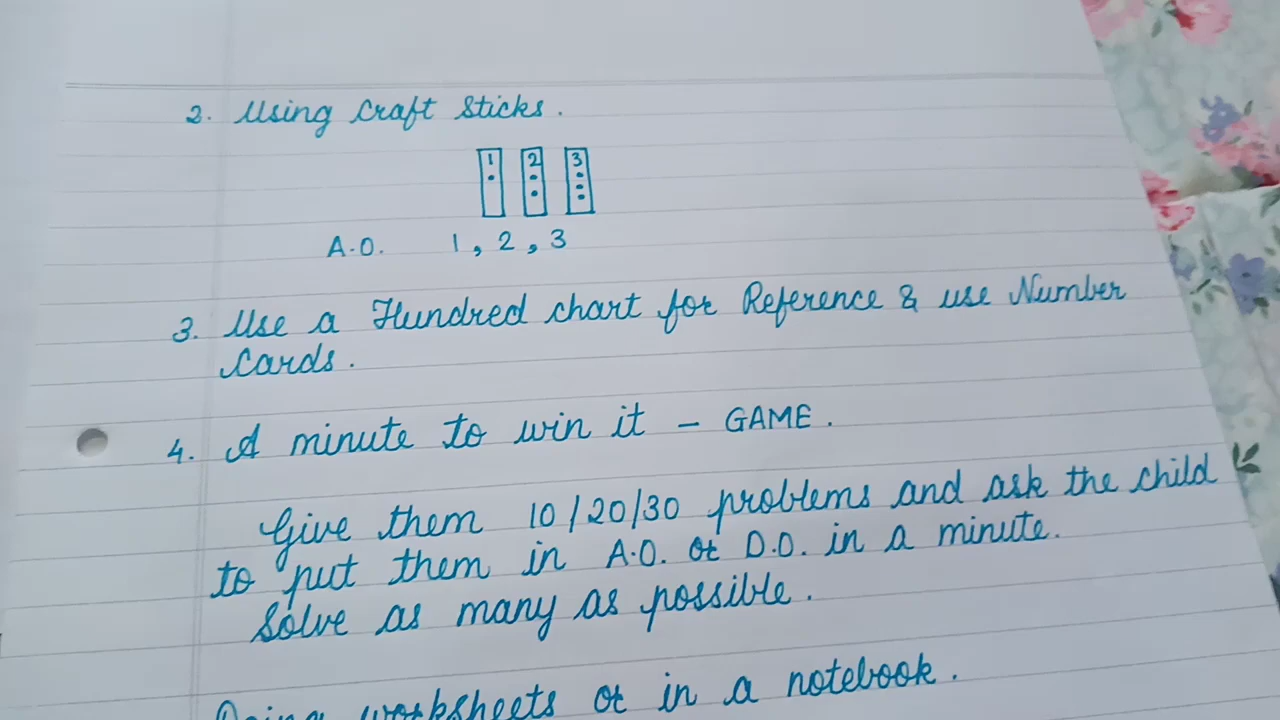 2. Using Craft Sticks.
1 2 3
A.O. 1, 2, 3
3. Use a Hundred chart for Reference & use Number
Cards.
4. A minute to win it - GAME.
Give them 10/20/30 problems and ask the child
to put them in A.O. or D.O. in a minute.
Solve as many as possible.
worksheets or in a notebook.